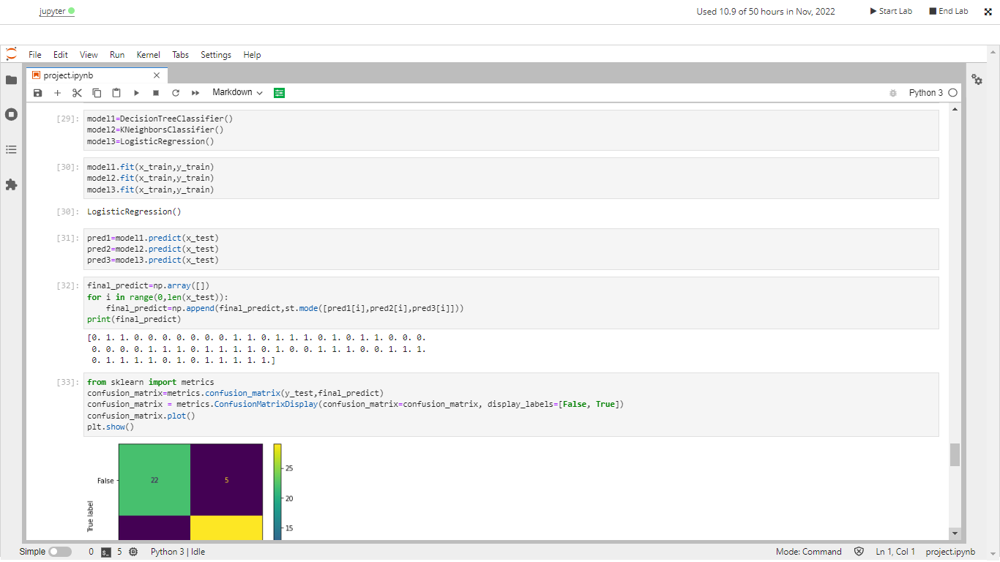 jupyter
Used 10.9 of 50 hours in Nov, 2022
Start Lab
End Lab
File Edit View Run Kernel Tabs Settings Help
project.ipynb
Markdown
Python 3
[29]:
model1=DecisionTreeClassifier()
model2=KNeighborsClassifier()
model3=LogisticRegression()
[30]:
model1.fit(x_train,y_train)
model2.fit(x_train,y_train)
model3.fit(x_train,y_train)
[30]: LogisticRegression()
[31]:
pred1=model1.predict(x_test)
pred2=model2.predict(x_test)
pred3=model3.predict(x_test)
[32]:
final_predict=np.array([])
for i in range(0,len(x_test)):
    final_predict=np.append(final_predict,st.mode([pred1[i],pred2[i],pred3[i]]))
print(final_predict)
[0. 1. 1. 0. 0. 0. 0. 0. 0. 0. 1. 1. 0. 1. 1. 1. 0. 1. 0. 1. 1. 0. 0. 0.
 0. 0. 0. 0. 1. 1. 1. 0. 1. 1. 1. 1. 0. 1. 0. 0. 1. 1. 1. 0. 0. 1. 1. 1.
 0. 1. 1. 1. 1. 0. 1. 0. 1. 1. 1. 1. 1. 1.]
[33]:
from sklearn import metrics
confusion_matrix=metrics.confusion_matrix(y_test,final_predict)
confusion_matrix = metrics.ConfusionMatrixDisplay(confusion_matrix=confusion_matrix, display_labels=[False, True])
confusion_matrix.plot()
plt.show()
False
22
5
25
20
15
True label
Simple
0
5
Python 3 | Idle
Mode: Command
Ln 1, Col 1
project.ipynb